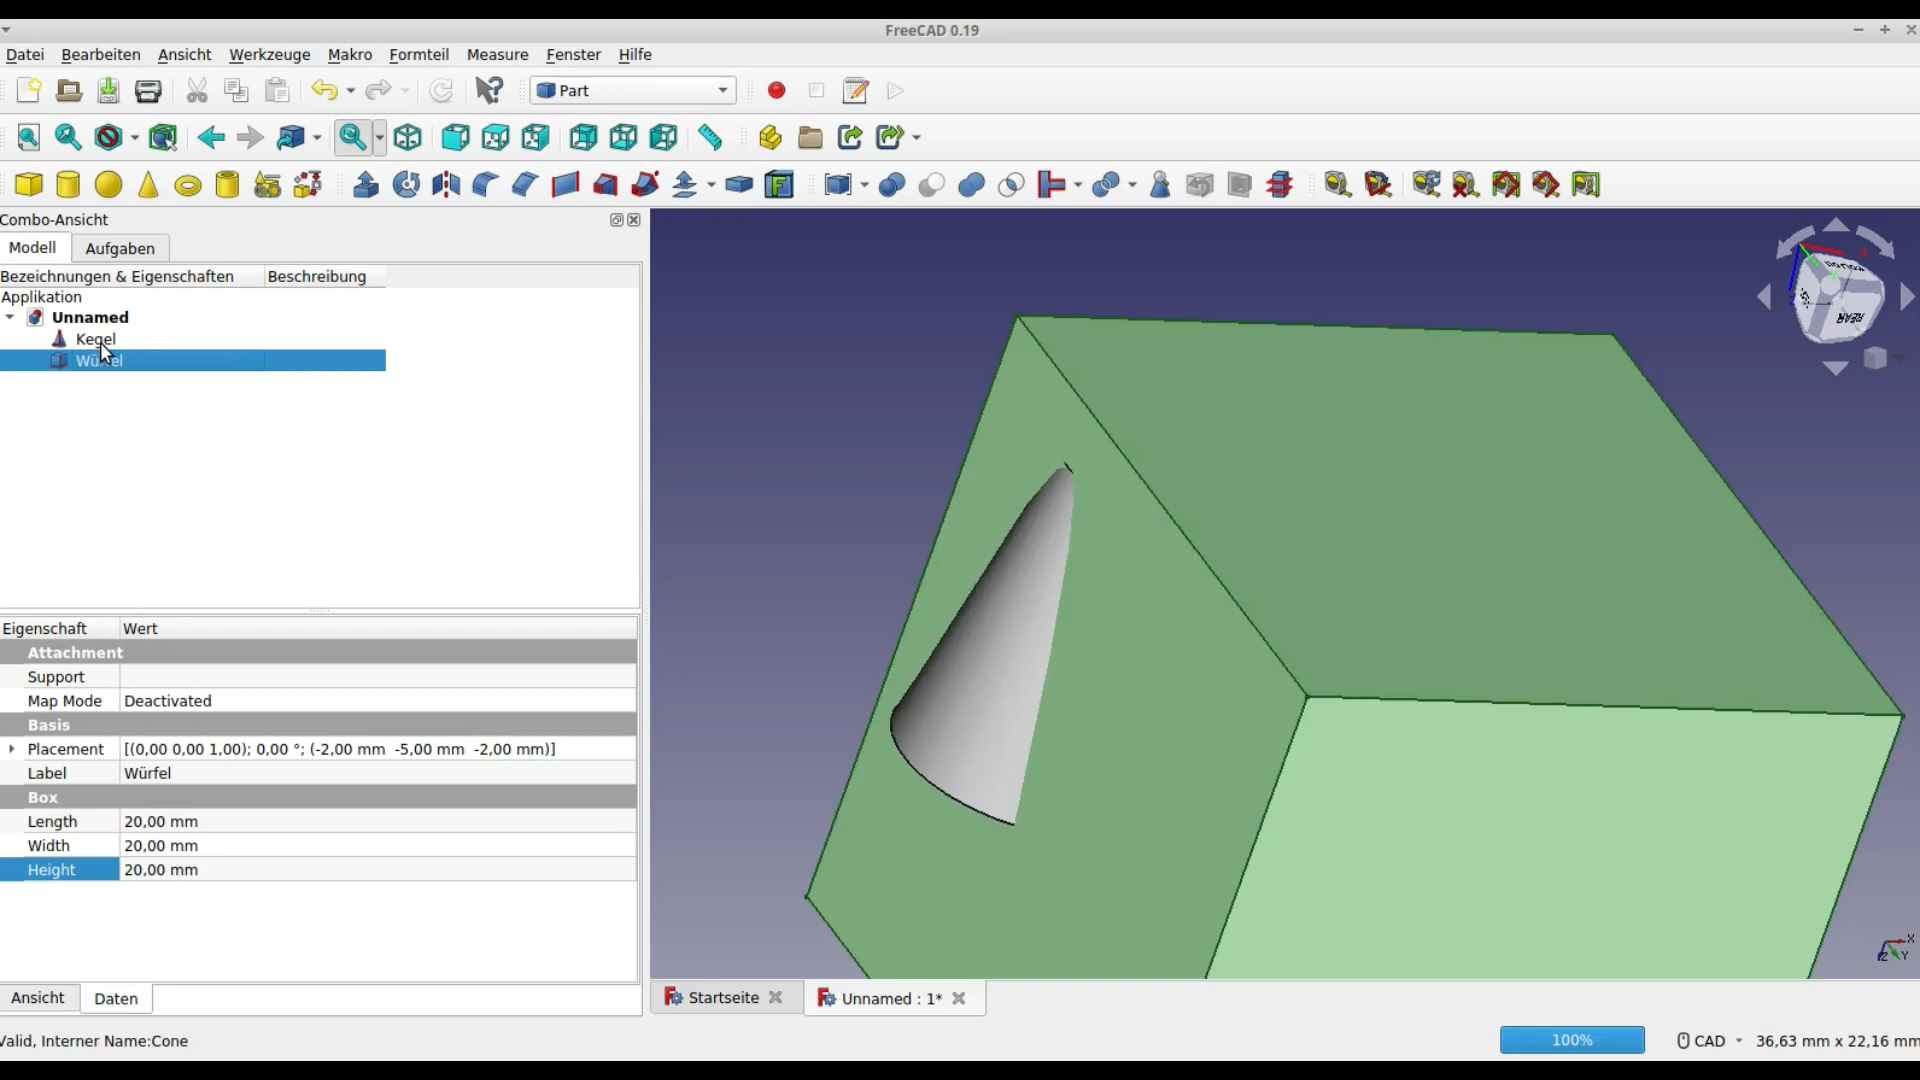 FreeCAD 0.19
Datei Bearbeiten Ansicht Werkzeuge Makro Formteil Measure Fenster Hilfe
Part
Combo-Ansicht
Modell Aufgaben
Bezeichnungen & Eigenschaften Beschreibung
Applikation
Unnamed
Kegel
Würfel
REAR
Eigenschaft Wert
Attachment
Support
Map Mode Deactivated
Basis
Placement [(0,00 0,00 1,00); 0,00 °; (-2,00 mm -5,00 mm -2,00 mm)]
Label Würfel
Box
Length 20,00 mm
Width 20,00 mm
Height 20,00 mm
X
Z Y
Ansicht Daten
Startseite Unnamed : 1*
Valid, Interner Name:Cone
100% CAD 36,63 mm x 22,16 mm